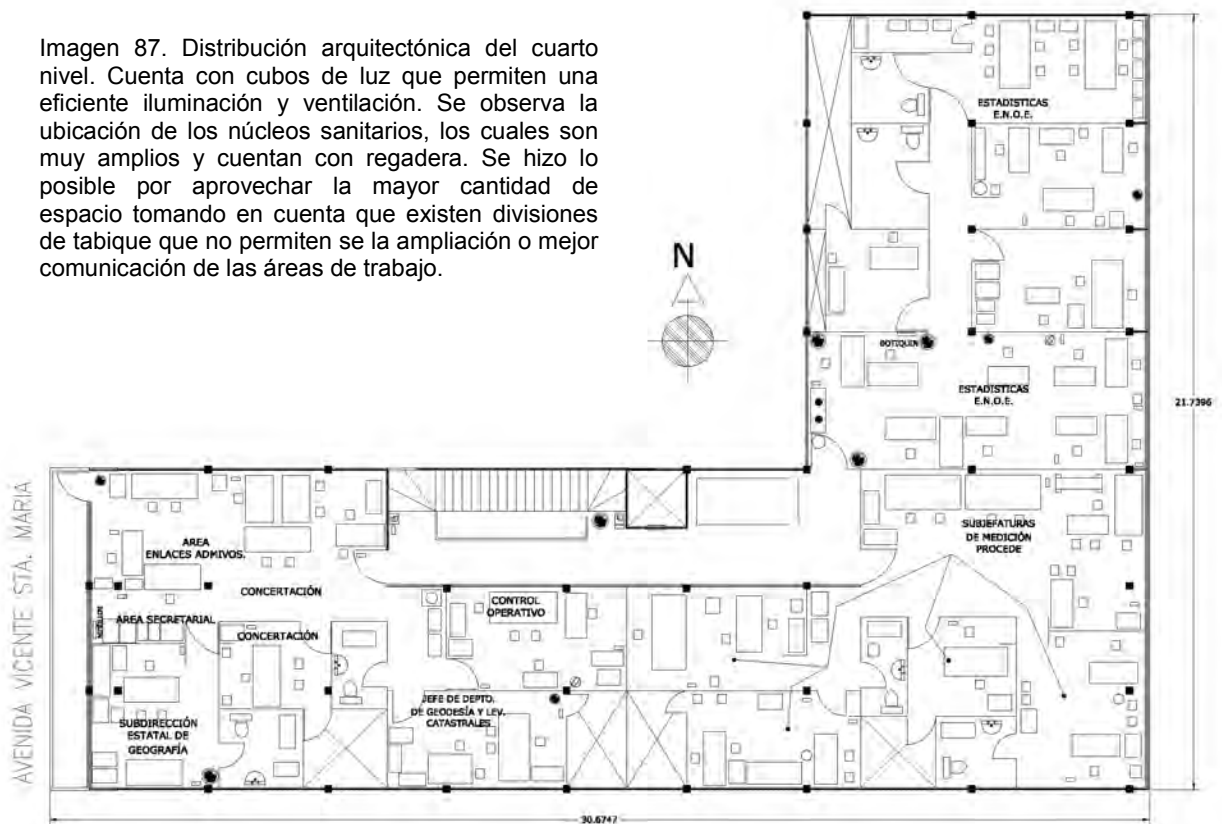 Imagen 87. Distribución arquitectónica del cuarto
nivel. Cuenta con cubos de luz que permiten una
eficiente iluminación y ventilación. Se observa la
ubicación de los núcleos sanitarios, los cuales son
muy amplios y cuentan con regadera. Se hizo lo
posible por aprovechar la mayor cantidad de
espacio tomando en cuenta que existen divisiones
de tabique que no permiten se la ampliación o mejor
comunicación de las áreas de trabajo.
N
ESTADISTICAS
E.N.O.E.
BOTIQUIN
ESTADISTICAS
E.N.O.E.
21.7396
AVENIDA VICENTE STA. MARIA
AREA
ENLACES ADMIVOS.
CONCERTACIÓN
AREA SECRETARIAL
BOTIQUIN
CONCERTACIÓN
CONTROL
OPERATIVO
SUBJEFATURAS
DE MEDICIÓN
PROCEDE
JEFE DE DEPTO.
DE GEODESÍA Y LEV.
CATASTRALES
SUBDIRECCIÓN
ESTATAL DE
GEOGRAFÍA
30.6747